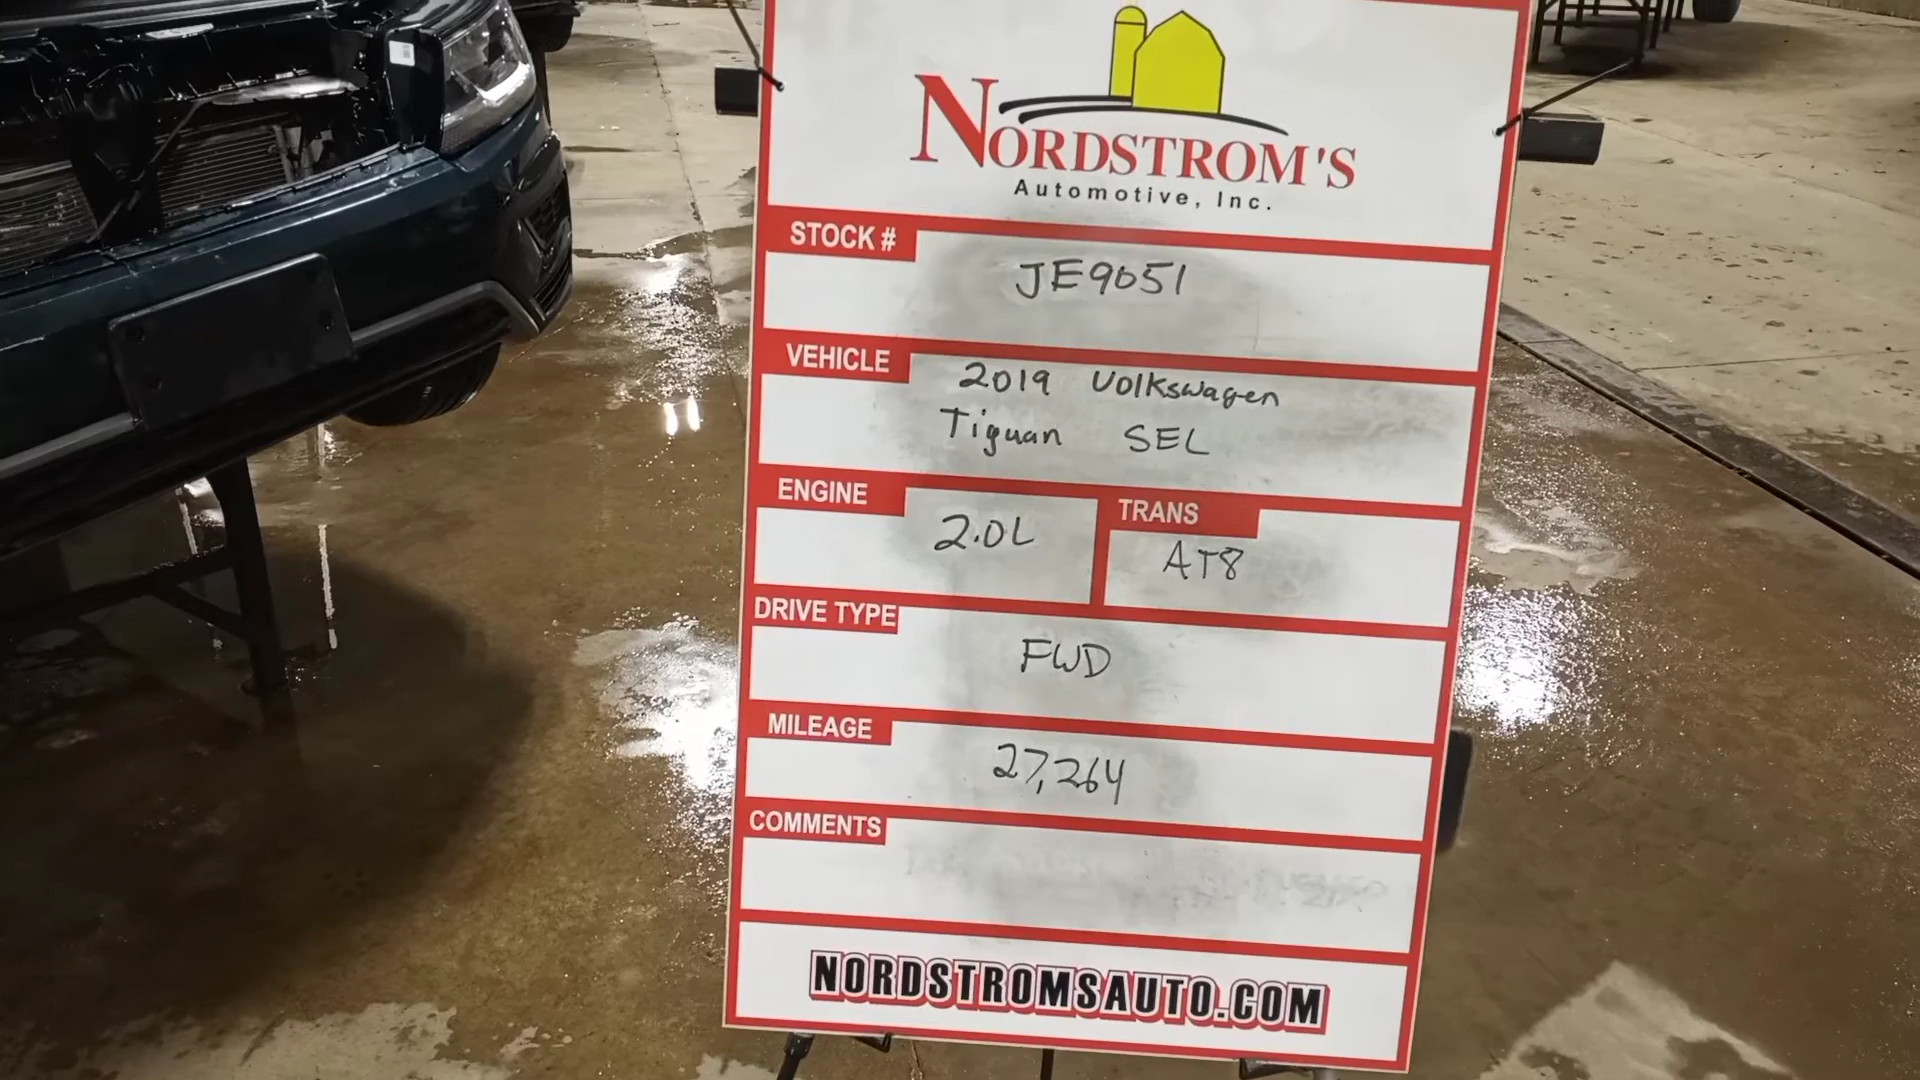 NORDSTROM'S
Automotive, Inc.
STOCK #
JE9051
VEHICLE
2019 Volkswagen
Tiguan SEL
ENGINE
2.0L
TRANS
AT8
DRIVE TYPE
FWD
MILEAGE
27,264
COMMENTS
NORDSTROMSAUTO.COM